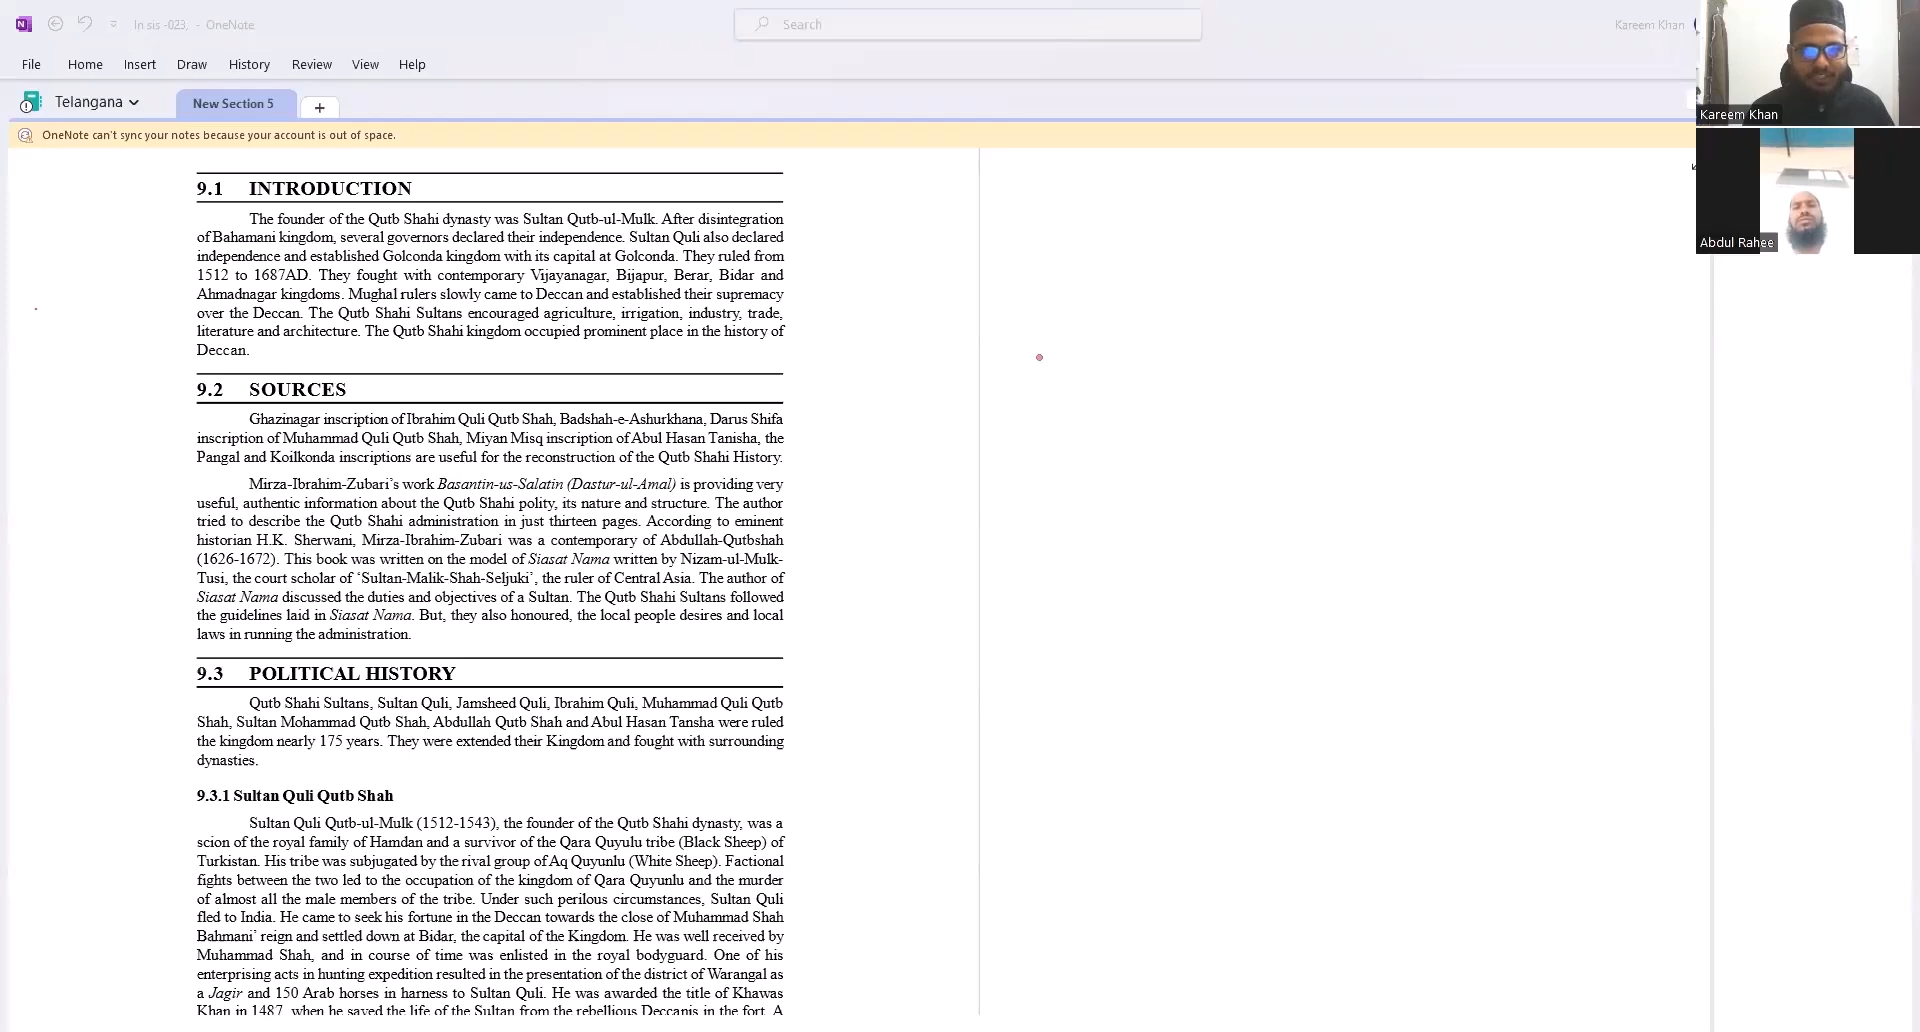 In sis -023, - OneNote
Search
Kareem Khan
File Home Insert Draw History Review View Help
Telangana
New Section 5
+
OneNote can't sync your notes because your account is out of space.
Kareem Khan
Abdul Rahee
9.1 INTRODUCTION
The founder of the Qutb Shahi dynasty was Sultan Qutb-ul-Mulk. After disintegration
of Bahamani kingdom, several governors declared their independence. Sultan Quli also declared
independence and established Golconda kingdom with its capital at Golconda. They ruled from
1512 to 1687AD. They fought with contemporary Vijayanagar, Bijapur, Berar, Bidar and
Ahmadnagar kingdoms. Mughal rulers slowly came to Deccan and established their supremacy
over the Deccan. The Qutb Shahi Sultans encouraged agriculture, irrigation, industry, trade,
literature and architecture. The Qutb Shahi kingdom occupied prominent place in the history of
Deccan.
9.2 SOURCES
Ghazinagar inscription of Ibrahim Quli Qutb Shah, Badshah-e-Ashurkhana, Darus Shifa
inscription of Muhammad Quli Qutb Shah, Miyan Misq inscription of Abul Hasan Tanisha, the
Pangal and Koilkonda inscriptions are useful for the reconstruction of the Qutb Shahi History.
Mirza-Ibrahim-Zubari's work Basantin-us-Salatin (Dastur-ul-Amal) is providing very
useful, authentic information about the Qutb Shahi polity, its nature and structure. The author
tried to describe the Qutb Shahi administration in just thirteen pages. According to eminent
historian H.K. Sherwani, Mirza-Ibrahim-Zubari was a contemporary of Abdullah-Qutbshah
(1626-1672). This book was written on the model of Siasat Nama written by Nizam-ul-Mulk-
Tusi, the court scholar of ‘Sultan-Malik-Shah-Seljuki’, the ruler of Central Asia. The author of
Siasat Nama discussed the duties and objectives of a Sultan. The Qutb Shahi Sultans followed
the guidelines laid in Siasat Nama. But, they also honoured, the local people desires and local
laws in running the administration.
9.3 POLITICAL HISTORY
Qutb Shahi Sultans, Sultan Quli, Jamsheed Quli, Ibrahim Quli, Muhammad Quli Qutb
Shah, Sultan Mohammad Qutb Shah, Abdullah Qutb Shah and Abul Hasan Tansha were ruled
the kingdom nearly 175 years. They were extended their Kingdom and fought with surrounding
dynasties.
9.3.1 Sultan Quli Qutb Shah
Sultan Quli Qutb-ul-Mulk (1512-1543), the founder of the Qutb Shahi dynasty, was a
scion of the royal family of Hamdan and a survivor of the Qara Quyulu tribe (Black Sheep) of
Turkistan. His tribe was subjugated by the rival group of Aq Quyunlu (White Sheep). Factional
fights between the two led to the occupation of the kingdom of Qara Quyunlu and the murder
of almost all the male members of the tribe. Under such perilous circumstances, Sultan Quli
fled to India. He came to seek his fortune in the Deccan towards the close of Muhammad Shah
Bahmani’ reign and settled down at Bidar, the capital of the Kingdom. He was well received by
Muhammad Shah, and in course of time was enlisted in the royal bodyguard. One of his
enterprising acts in hunting expedition resulted in the presentation of the district of Warangal as
a Jagir and 150 Arab horses in harness to Sultan Quli. He was awarded the title of Khawas
Khan in 1487, when he saved the life of the Sultan from the rebellious Deccanis in the fort. A